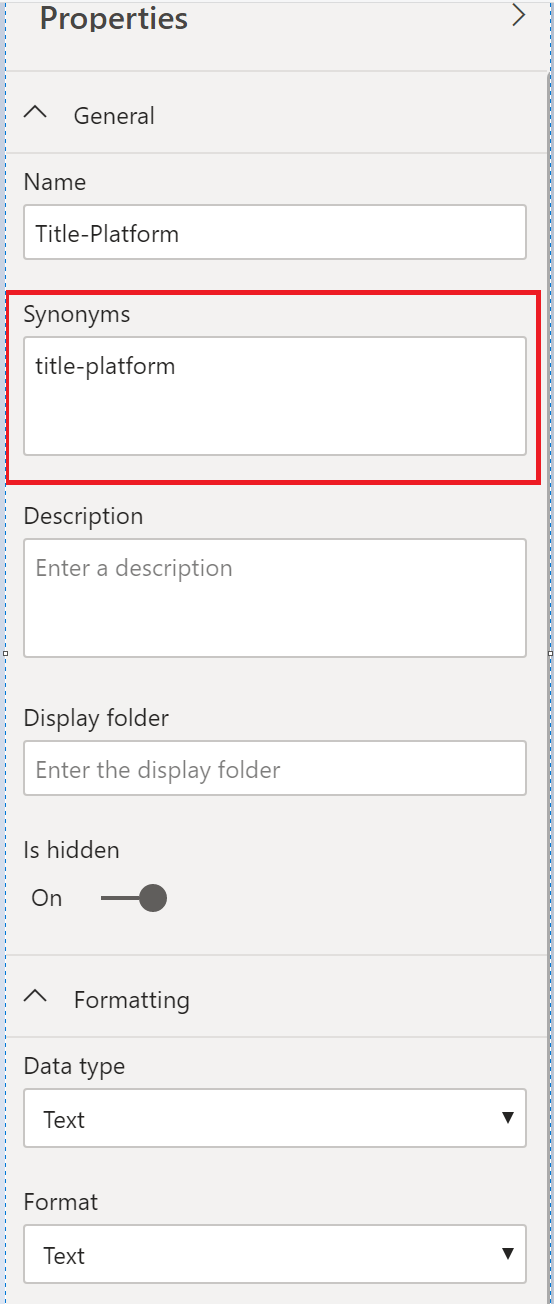 Properties
General
Name
Title-Platform
Synonyms
title-platform
Description
Enter a description
Display folder
Enter the display folder
Is hidden
On
Formatting
Data type
Text
Format
Text